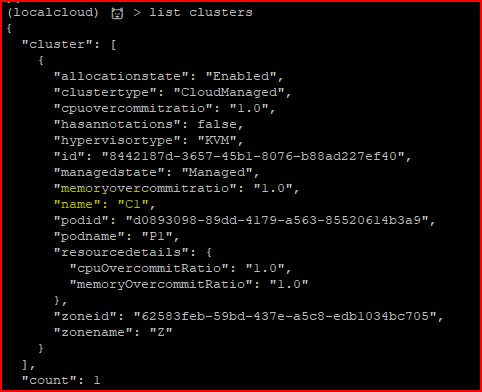 (localcloud) 🐱 > list clusters
{
  "cluster": [
    {
      "allocationstate": "Enabled",
      "clustertype": "CloudManaged",
      "cpuovercommitratio": "1.0",
      "hasannotations": false,
      "hypervisortype": "KVM",
      "id": "8442187d-3657-45b1-8076-b88ad227ef40",
      "managedstate": "Managed",
      "memoryovercommitratio": "1.0",
      "name": "C1",
      "podid": "d0893098-89dd-4179-a563-85520614b3a9",
      "podname": "P1",
      "resourcedetails": {
        "cpuOvercommitRatio": "1.0",
        "memoryOvercommitRatio": "1.0"
      },
      "zoneid": "62583feb-59bd-437e-a5c8-edb1034bc705",
      "zonename": "Z"
    }
  ],
  "count": 1